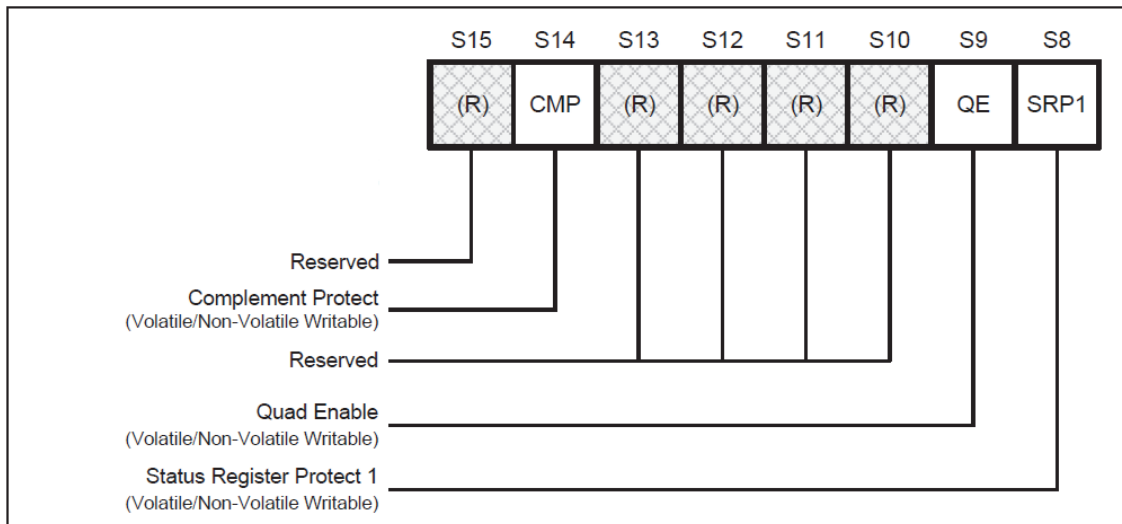 S15 S14 S13 S12 S11 S10 S9 S8
(R) CMP (R) (R) (R) (R) QE SRP1
Reserved
Complement Protect
(Volatile/Non-Volatile Writable)
Reserved
Quad Enable
(Volatile/Non-Volatile Writable)
Status Register Protect 1
(Volatile/Non-Volatile Writable)